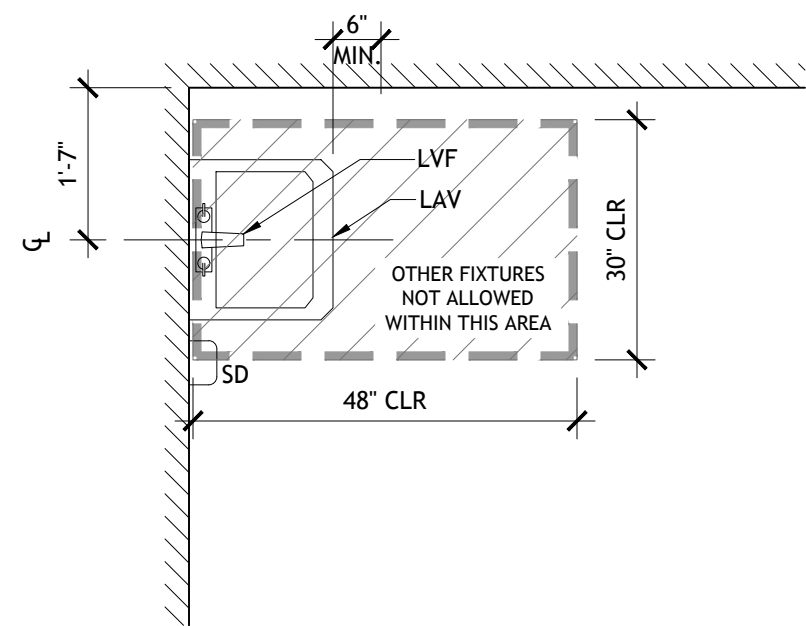 6"
MIN.
1'-7"
℄
LVF
LAV
30" CLR
OTHER FIXTURES
NOT ALLOWED
WITHIN THIS AREA
SD
48" CLR